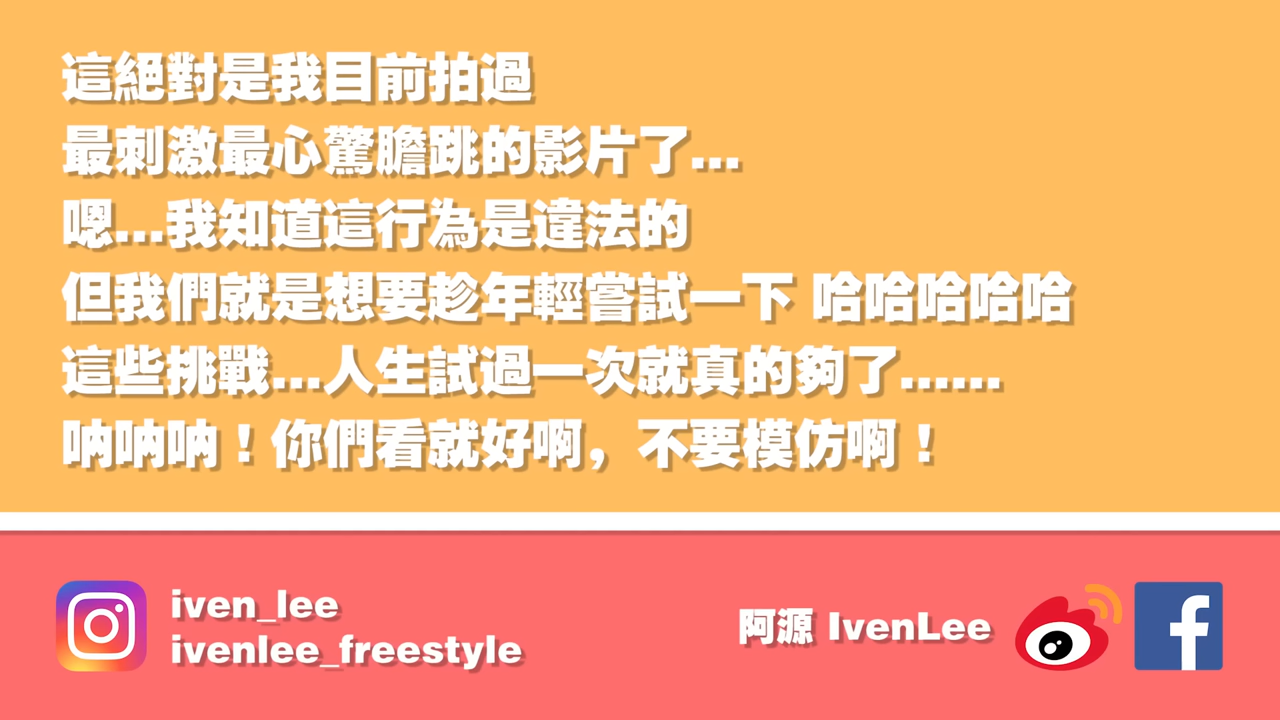 這絕對是我目前拍過
最刺激最心驚膽跳的影片了...
嗯...我知道這行為是違法的
但我們就是想要趁年輕嘗試一下 哈哈哈哈哈
這些挑戰...人生試過一次就真的夠了......
吶吶吶！你們看就好啊，不要模仿啊！
iven_lee
ivenlee_freestyle
阿源 IvenLee